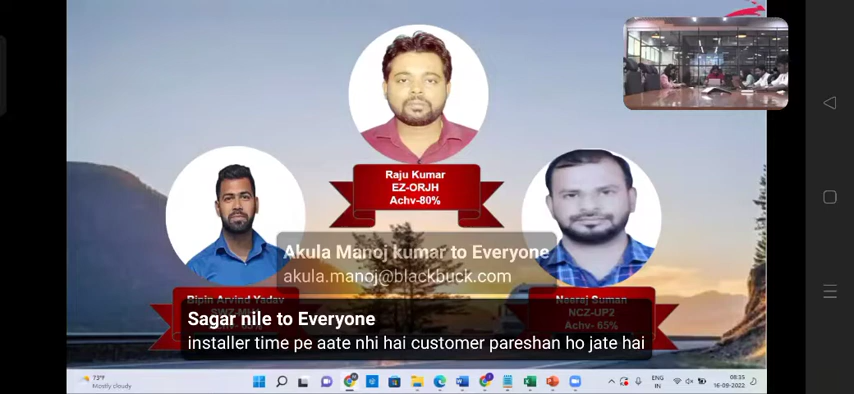 Raju Kumar
EZ-ORJH
Achv-80%
Akula Manoj kumar to Everyone
akula.manoj@blackbuck.com
Bipin Arvind Yadav
Neeraj Suman
NCZ-UP2
Achv- 65%
Sagar nile to Everyone
installer time pe aate nhi hai customer pareshan ho jate hai
73°F
Mostly cloudy
ENG
IN
08:35
16-09-2022